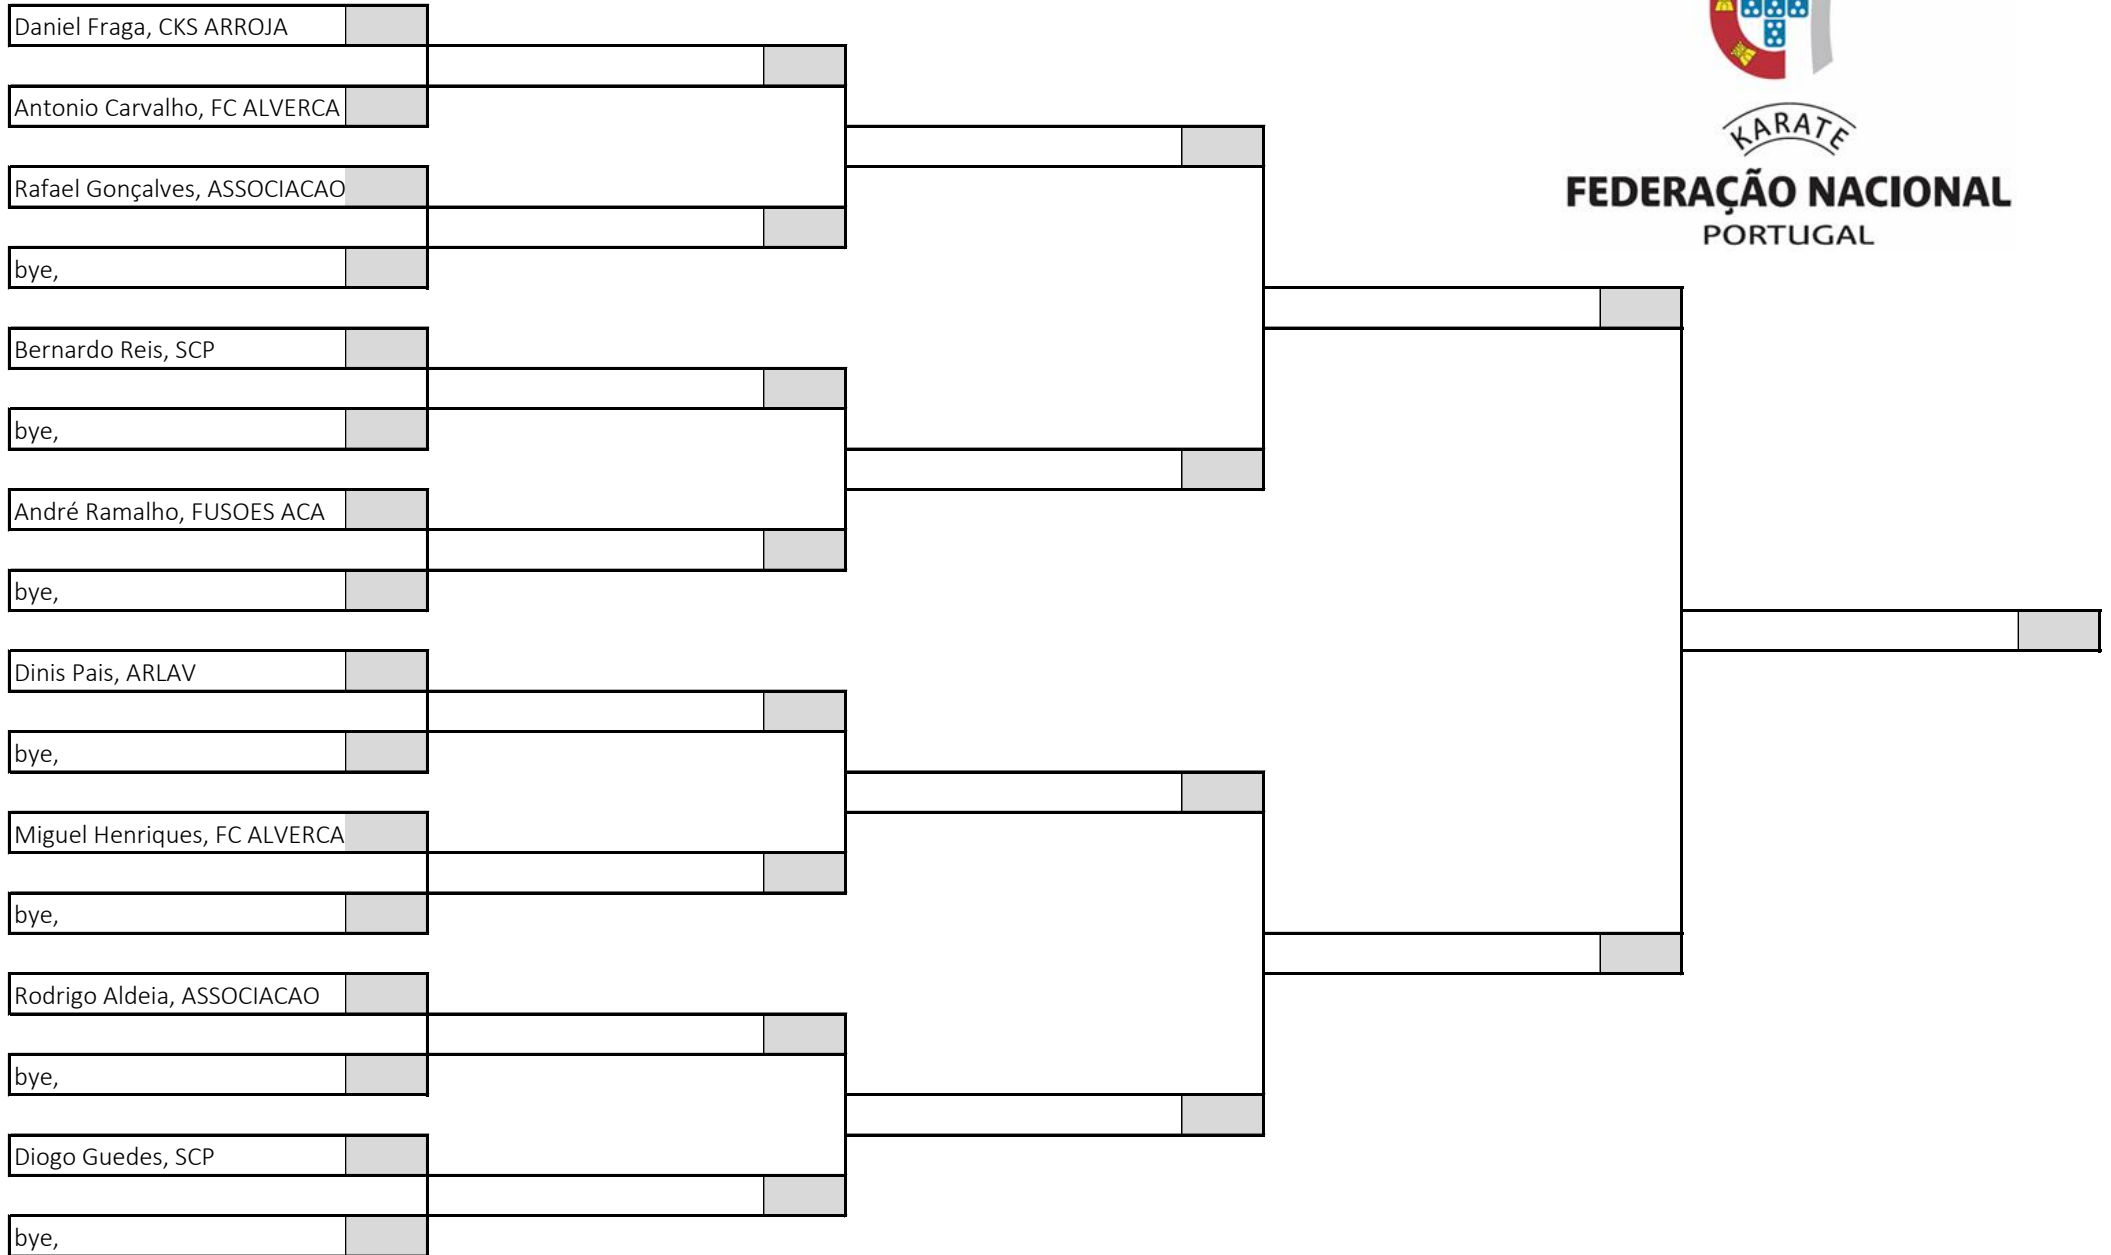 Daniel Fraga, CKS ARROJA
Antonio Carvalho, FC ALVERCA
Rafael Gonçalves, ASSOCIACAO
bye,
Bernardo Reis, SCP
bye,
André Ramalho, FUSOES ACA
bye,
Dinis Pais, ARLAV
bye,
Miguel Henriques, FC ALVERCA
bye,
Rodrigo Aldeia, ASSOCIACAO
bye,
Diogo Guedes, SCP
bye,
KARATE
FEDERAÇÃO NACIONAL
PORTUGAL